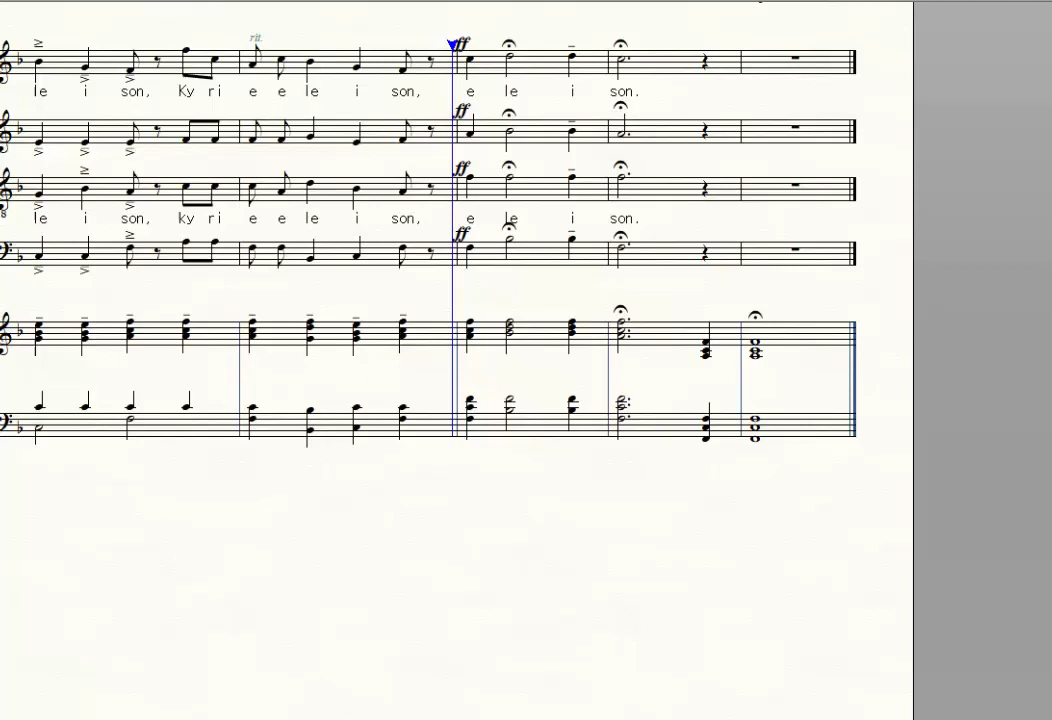 rit.
ff
le i son, Ky ri e e le i son, e le i son.
ff
ff
le i son, ky ri e e le i son, e le i son.
ff
8